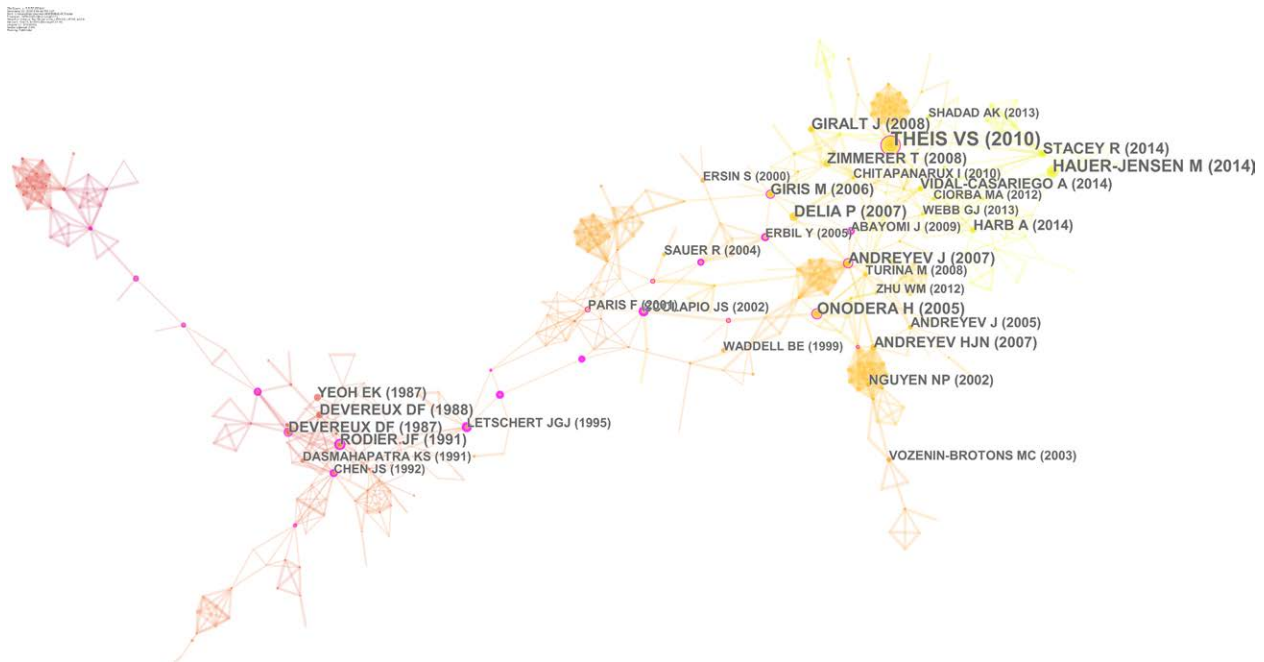 SHADAD AK (2013)
GIRALT J (2008)
THEIS VS (2010)
STACEY R (2014)
ZIMMERER T (2008)
HAUER-JENSEN M (2014)
ERSIN S (2000)
CHITAPANARUX I (2010)
VIDAL-CASARIEGO A (2014)
GIRIS M (2006)
CIORBA MA (2012)
DELIA P (2007)
WEBB GJ (2013)
ABAYOMI J (2009)
HARB A (2014)
ERBIL Y (2005)
SAUER R (2004)
ANDREYEV J (2007)
TURINA M (2008)
ZHU WM (2012)
PARIS F (2001)
SCOLAPIO JS (2002)
ONODERA H (2005)
ANDREYEV J (2005)
WADDELL BE (1999)
ANDREYEV HJN (2007)
NGUYEN NP (2002)
YEOH EK (1987)
DEVEREUX DF (1988)
LETSCHERT JGJ (1995)
DEVEREUX DF (1987)
RODIER JF (1991)
DASMAHAPATRA KS (1991)
VOZENIN-BROTONS MC (2003)
CHEN JS (1992)